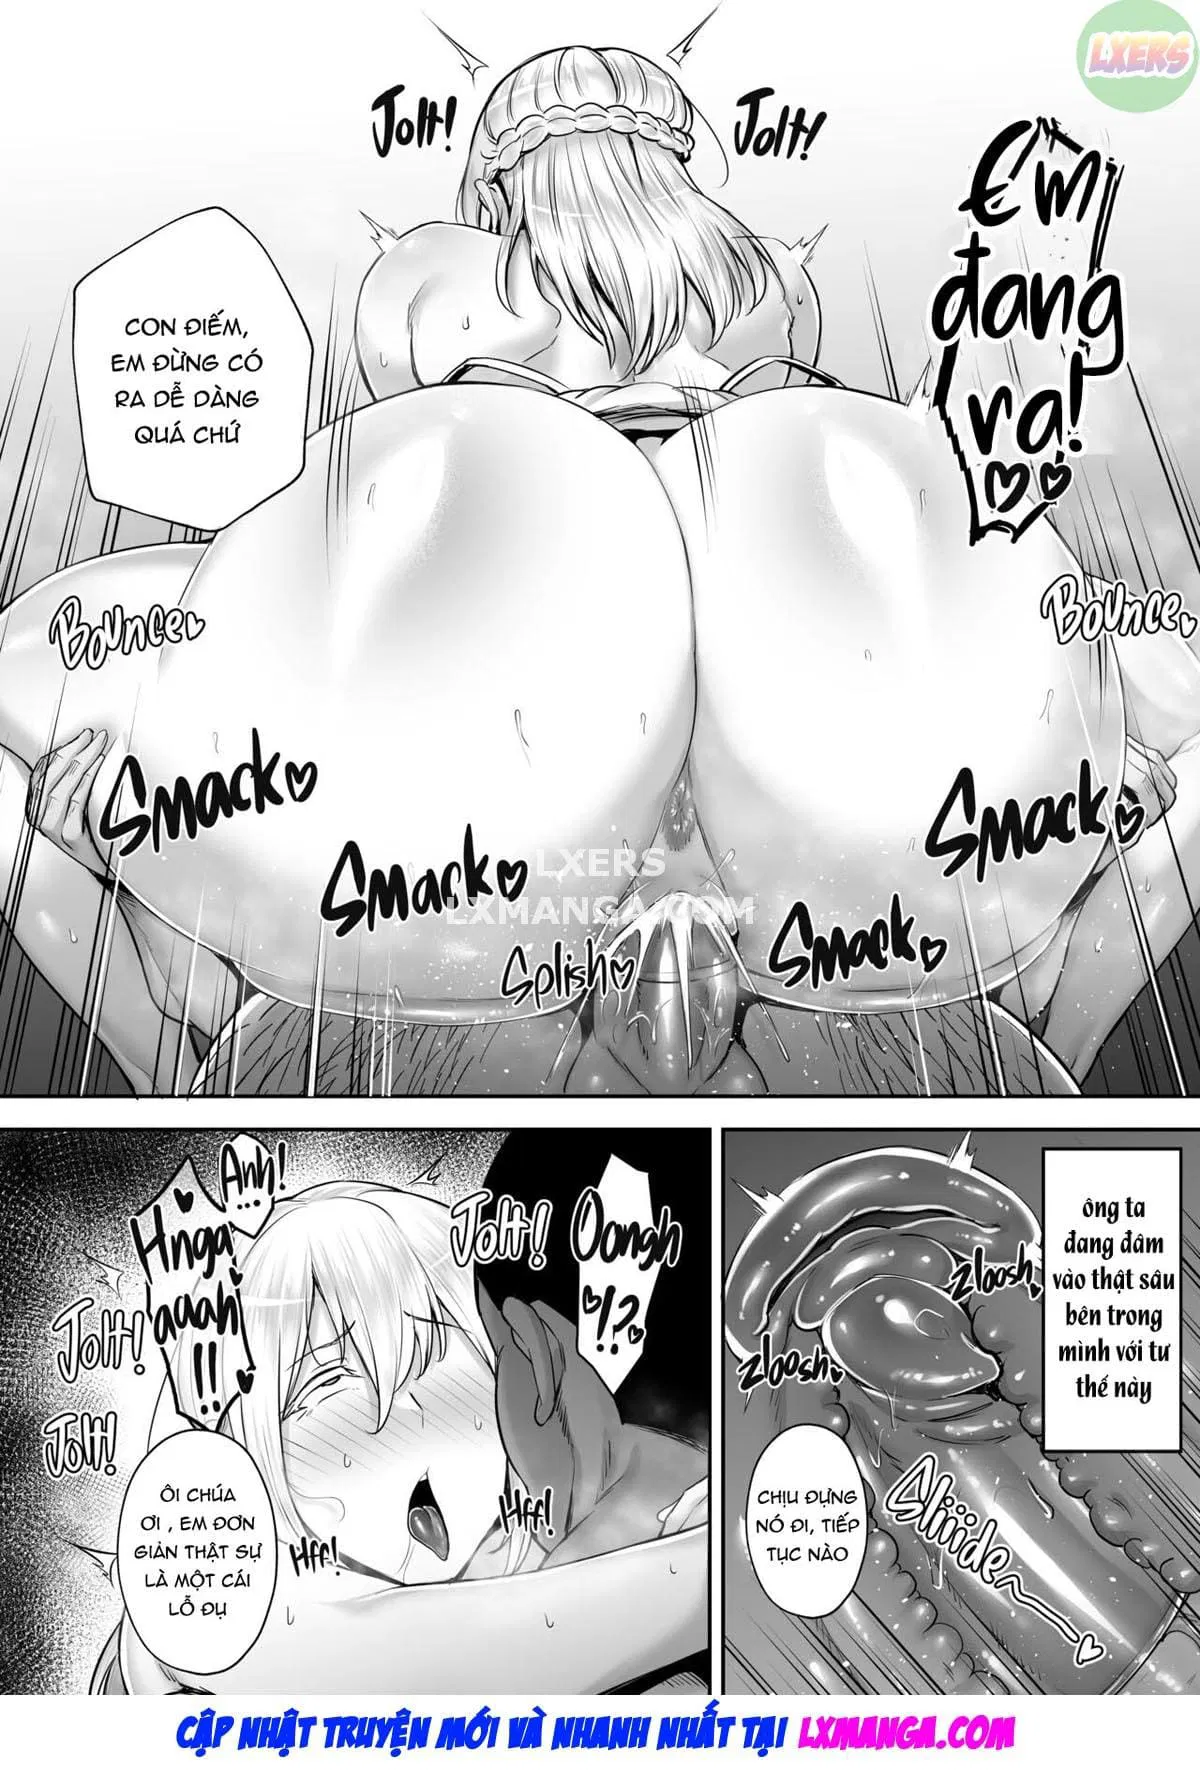 LXERS
Jolt!
Jolt!
Em
đang
ra!
CON ĐIẾM,
EM ĐỪNG CÓ
RA DỄ DÀNG
QUÁ CHỨ
Bounce
Bounce
Smack
Smack
Smack
Smack
LXERS
LXMANGA.COM
Splish
ông ta
đang đâm
vào thật sâu
bên trong
mình với tư
thế này
Zloosh
Zloosh
Sliiide
CHỊU ĐỰNG
NÓ ĐI, TIẾP
TỤC NÀO
Oongh
!?
Jolt!
Anh!
...
Hnga
auah
!!
Jolt!
Jolt!
Hff!
Hff!
ÔI CHÚA
ƠI , EM ĐƠN
GIẢN THẬT SỰ
LÀ MỘT CÁI
LỖ ĐỤ
CẬP NHẬT TRUYỆN MỚI VÀ NHANH NHẤT TẠI LXMANGA.COM